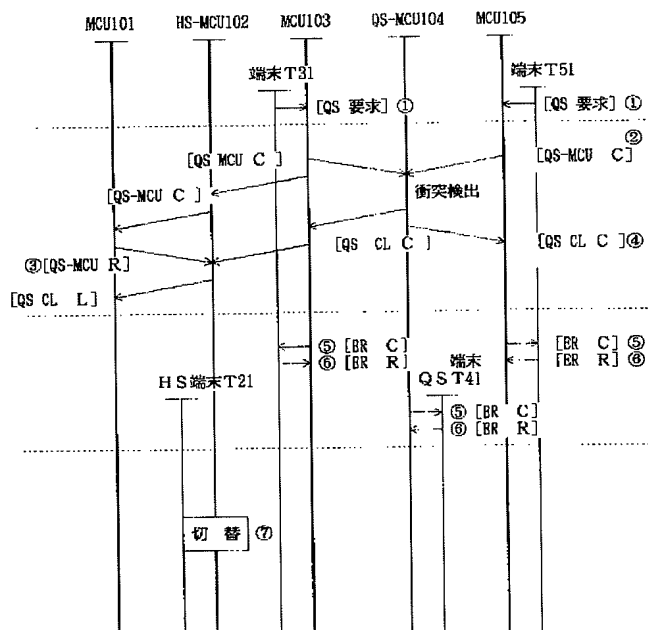 MCU101 HS-MCU102 MCU103 QS-MCU104 MCU105
端末T31 端末T51
[QS 要求] ① [QS 要求] ①
②
[QS MCU C] [QS-MCU C]
[QS-MCU C] 衝突検出
[QS CL C] [QS CL C] ④
③[QS-MCU R]
[QS CL L]
⑤ [BR C] [BR C] ⑤
⑥ [BR R] 端末 [BR R] ⑥
HS端末T21 QST41
⑤ [BR C]
⑥ [BR R]
切 替 ⑦